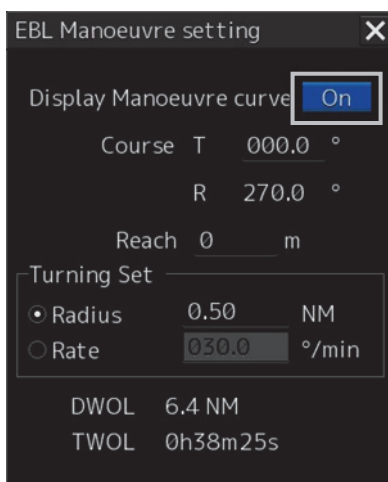 EBL Manoeuvre setting
Display Manoeuvre curve On
Course T 000.0 °
R 270.0 °
Reach 0 m
Turning Set
Radius 0.50 NM
Rate 030.0 °/min
DWOL 6.4 NM
TWOL 0h38m25s